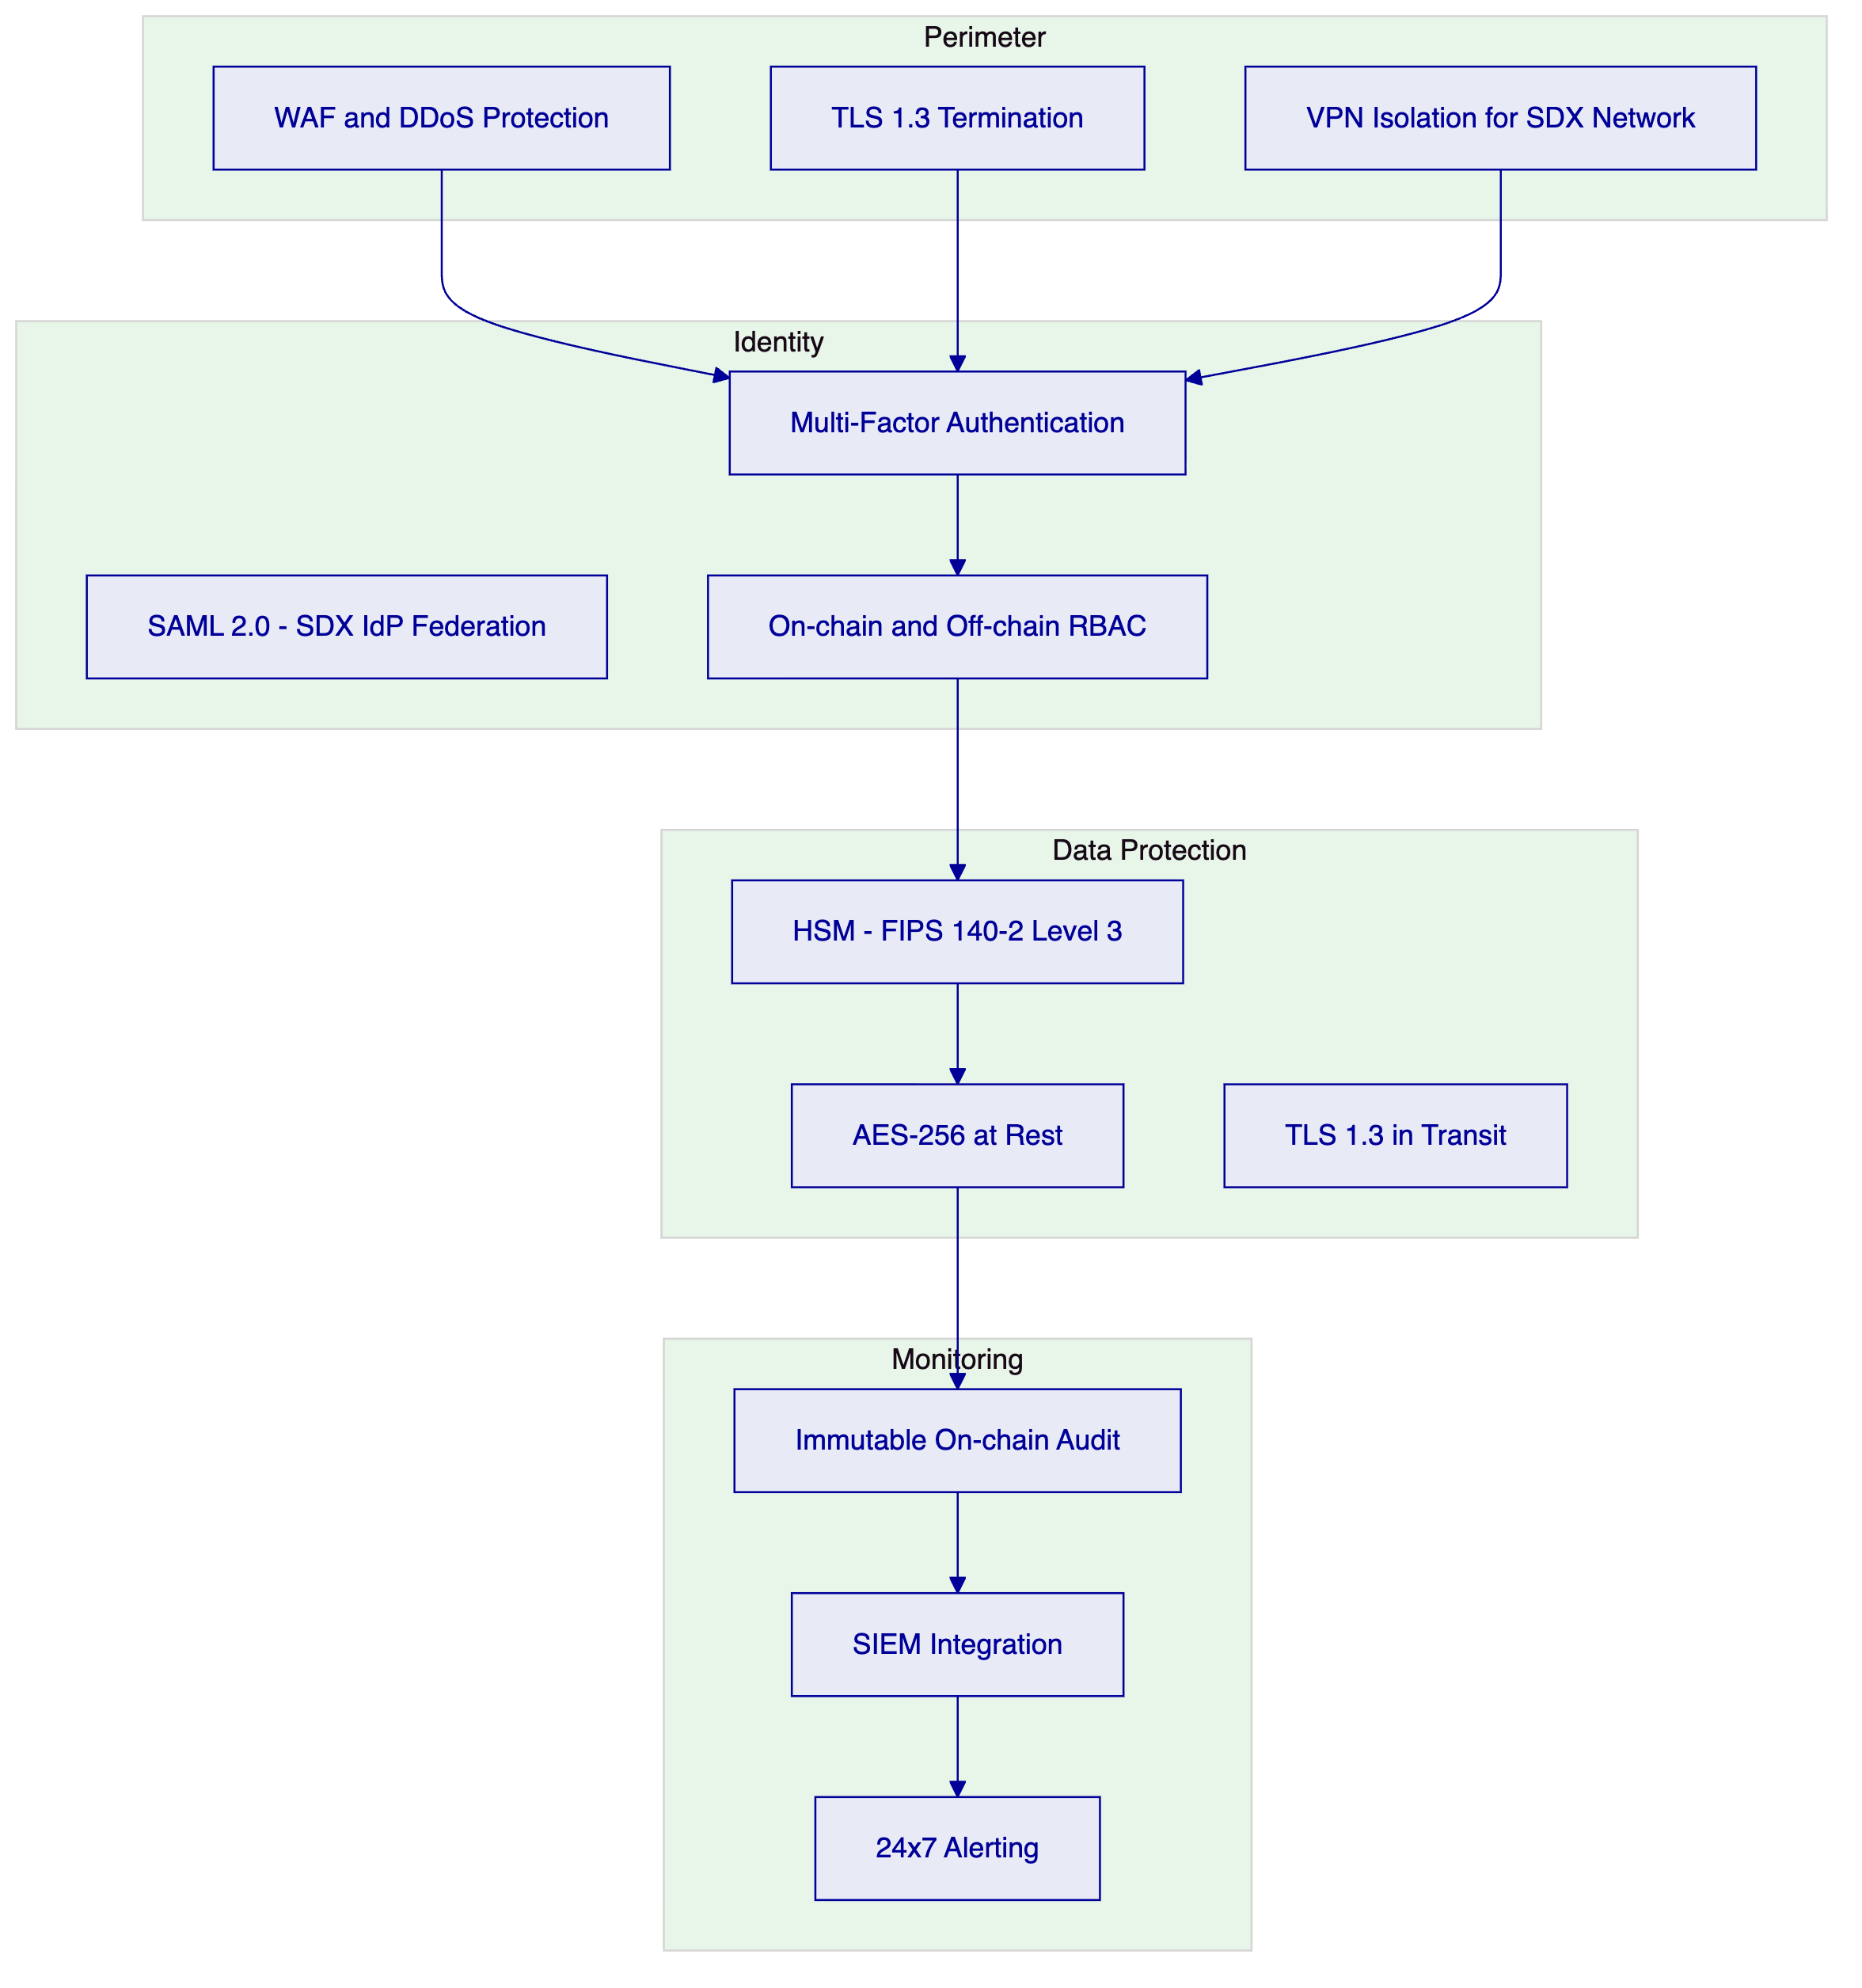 Perimeter
WAF and DDoS Protection
TLS 1.3 Termination
VPN Isolation for SDX Network
Identity
Multi-Factor Authentication
SAML 2.0 - SDX IdP Federation
On-chain and Off-chain RBAC
Data Protection
HSM - FIPS 140-2 Level 3
AES-256 at Rest
TLS 1.3 in Transit
Monitoring
Immutable On-chain Audit
SIEM Integration
24x7 Alerting